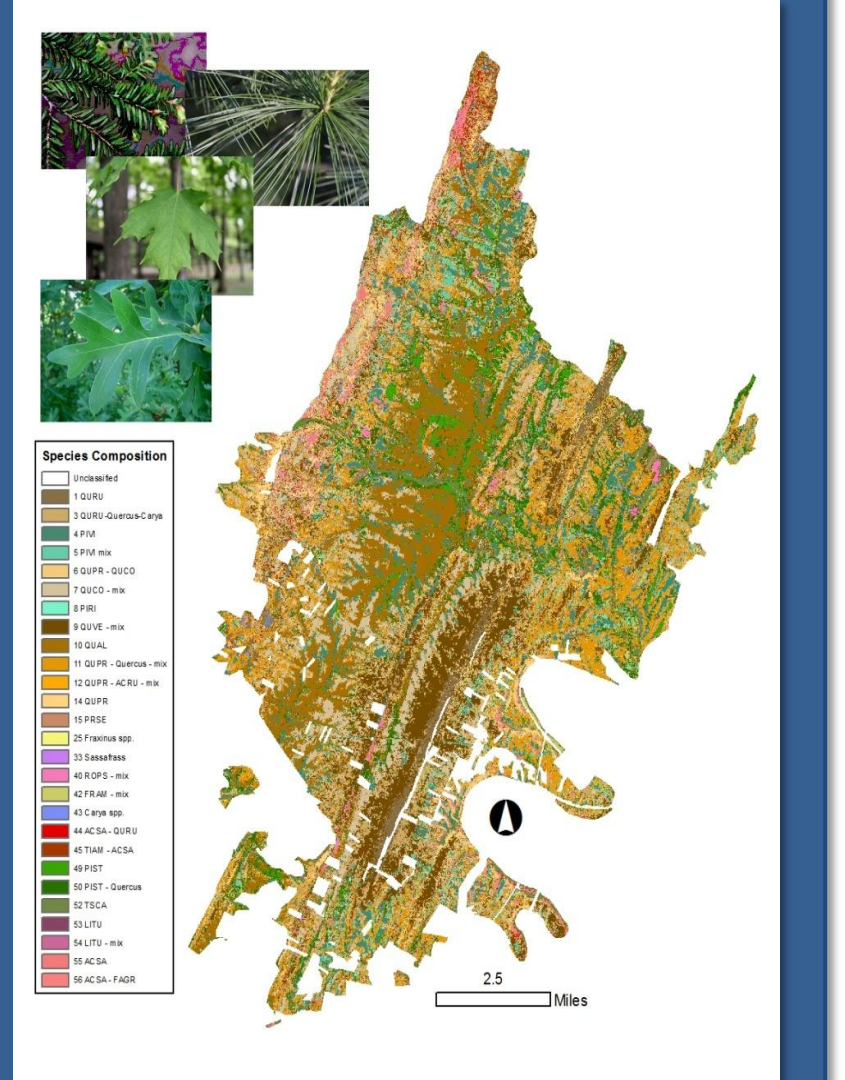 Species Composition
Unclassified
1 QURU
3 QURU-Quercus-Carya
4 PIVI
5 PIVI mix
6 QUPR - QUCO
7 QUCO - mix
8 PIRI
9 QUVE - mix
10 QUAL
11 QUPR - Quercus - mix
12 QUPR - ACRU - mix
14 QUPR
15 PRSE
25 Fraxinus spp.
33 Sassafrass
40 ROPS - mix
42 FRAM - mix
43 Carya spp.
44 ACSA - QURU
45 TIAM - ACSA
49 PIST
50 PIST - Quercus
52 TSCA
53 LITU
54 LITU - mix
55 ACSA
56 ACSA - FAGR
2.5
Miles